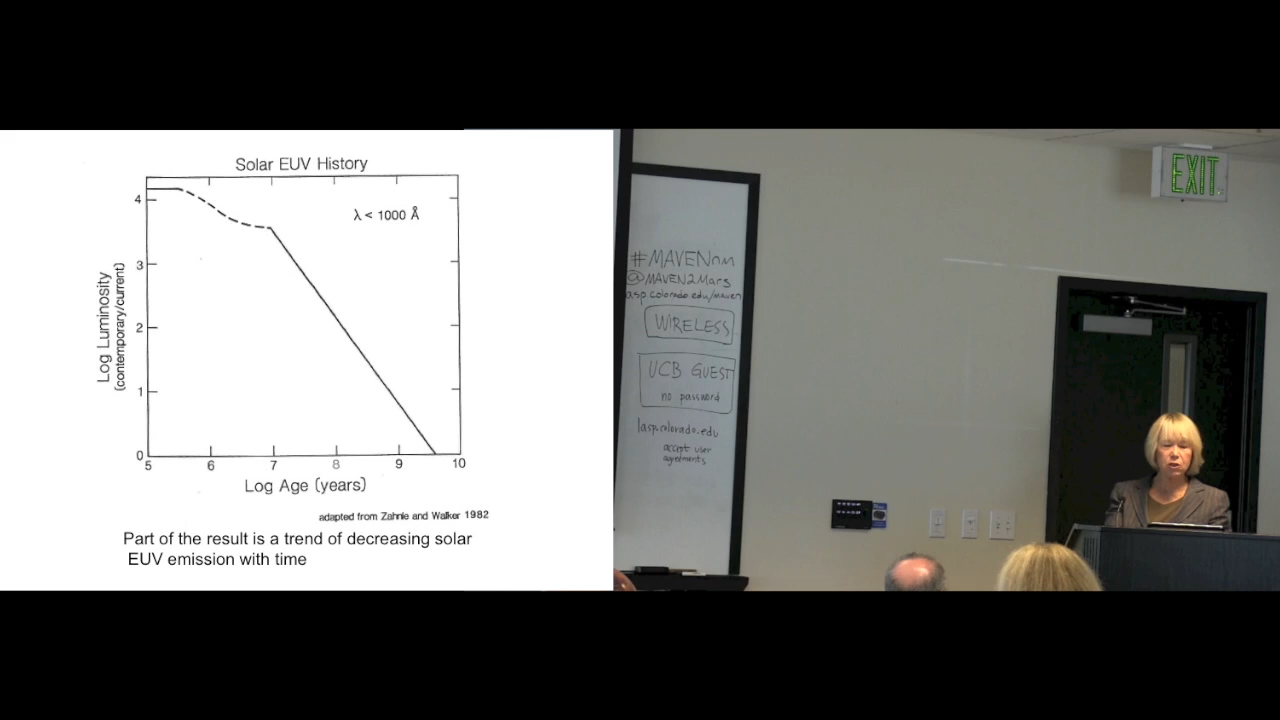 Solar EUV History
λ < 1000 Å
4
3
2
1
0
5 6 7 8 9 10
Log Luminosity
(contemporary/current)
Log Age (years)
adapted from Zahnle and Walker 1982
Part of the result is a trend of decreasing solar
EUV emission with time
#MAVENnm
@MAVEN2Mars
lasp.colorado.edu/maven
WIRELESS
UCB GUEST
no password
lasp.colorado.edu
accept user
agreements
EXIT